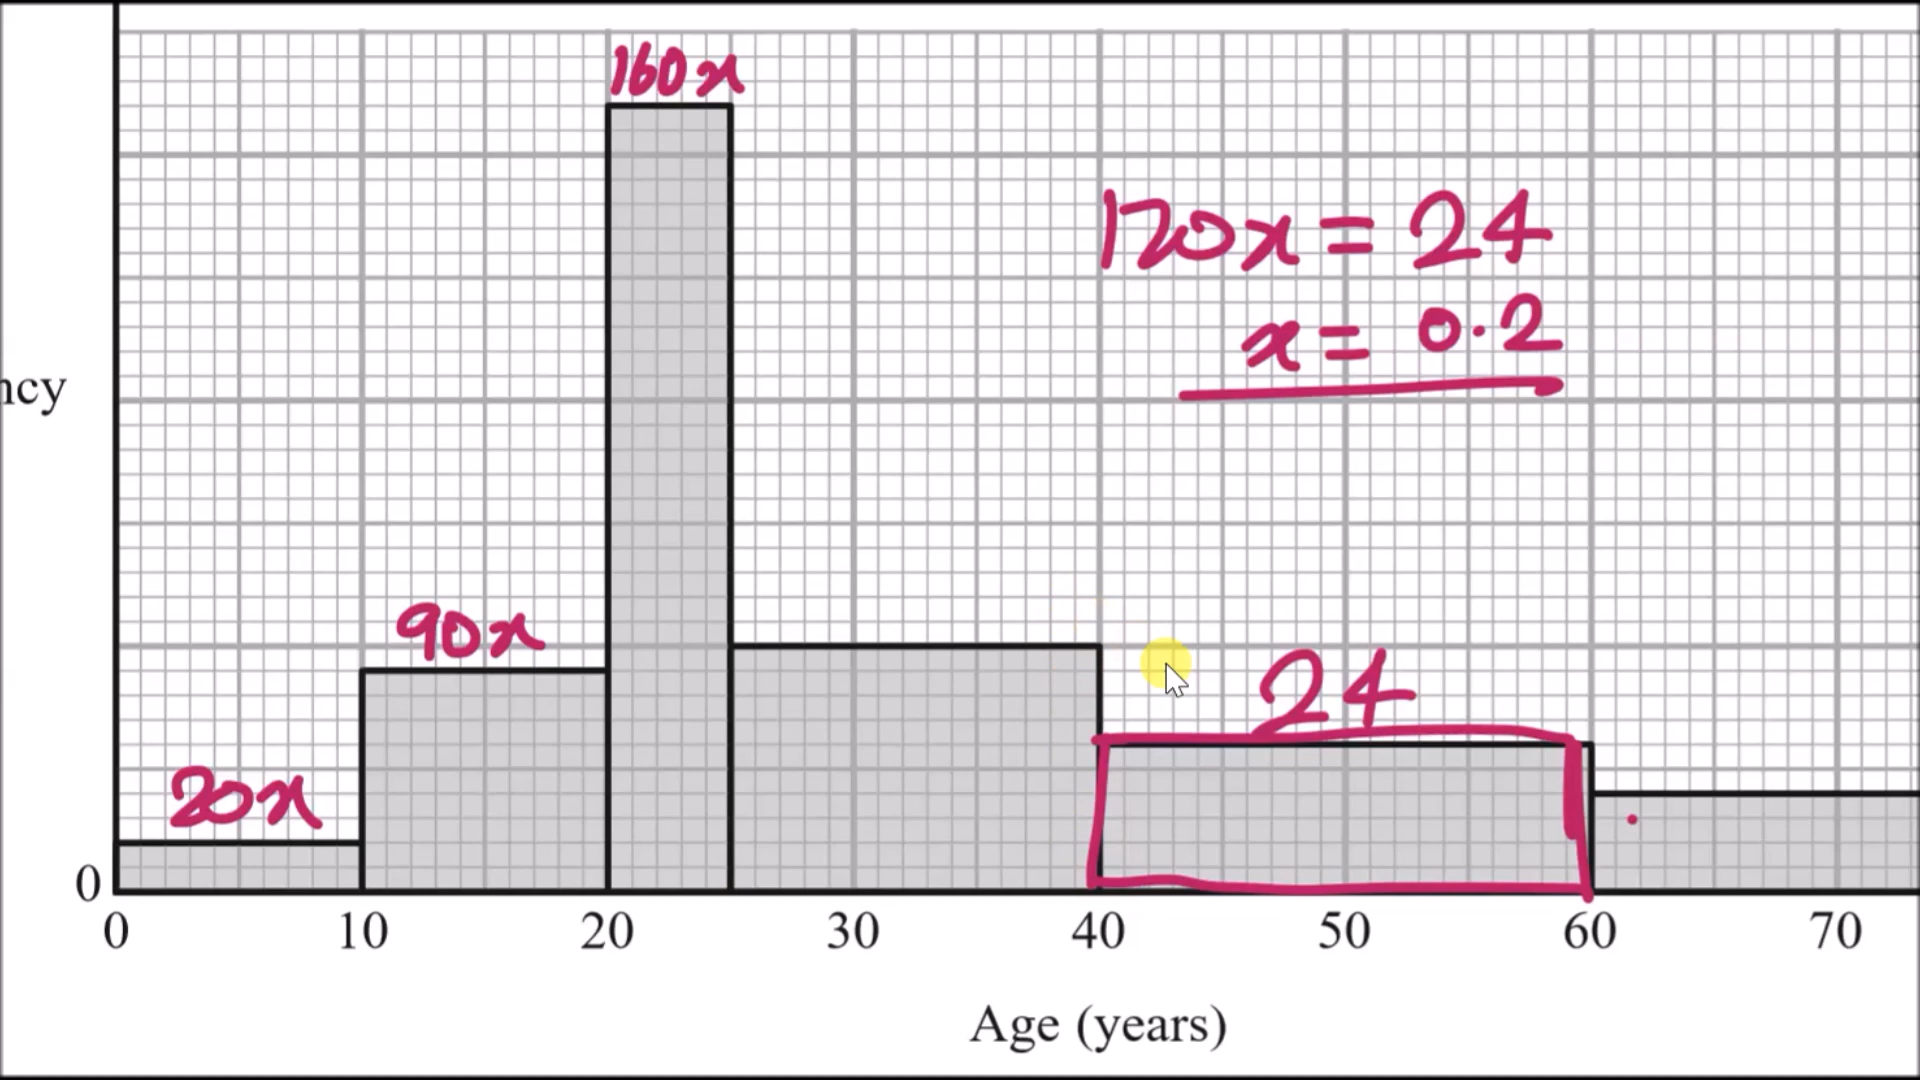 160x
120x = 24
x = 0.2
ncy
90x
24
20x
0
0 10 20 30 40 50 60 70
Age (years)